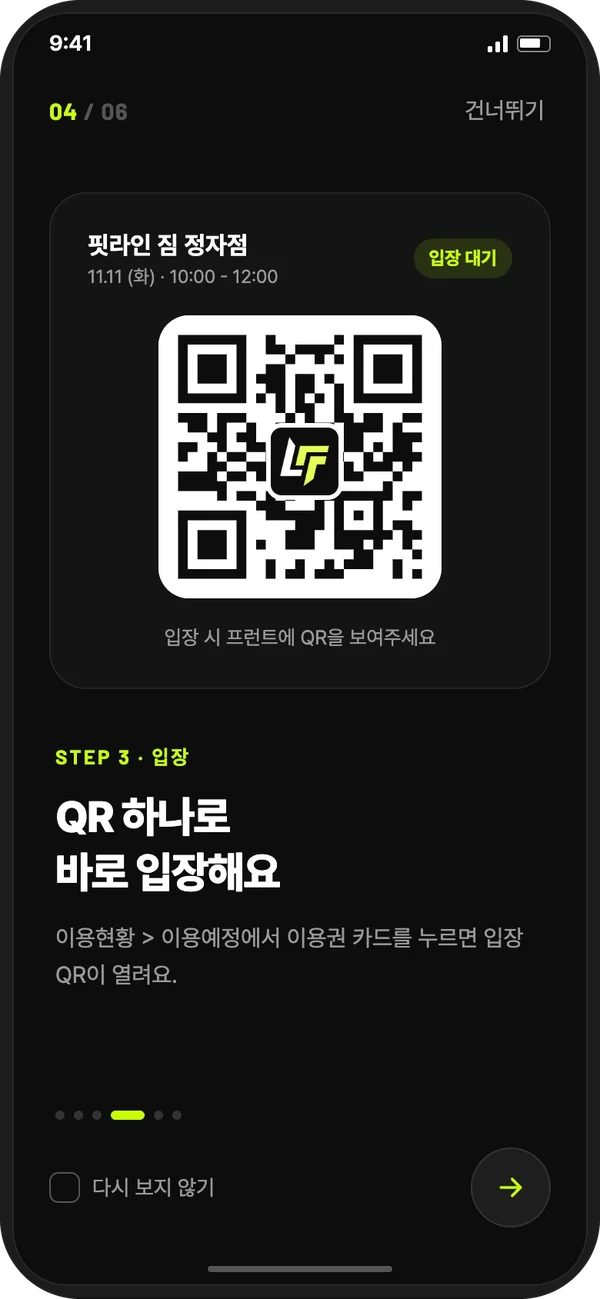 9:41
04 / 06
건너뛰기
핏라인 짐 정자점
입장 대기
11.11 (화) · 10:00 - 12:00
입장 시 프런트에 QR을 보여주세요
STEP 3 · 입장
QR 하나로
바로 입장해요
이용현황 > 이용예정에서 이용권 카드를 누르면 입장
QR이 열려요.
다시 보지 않기